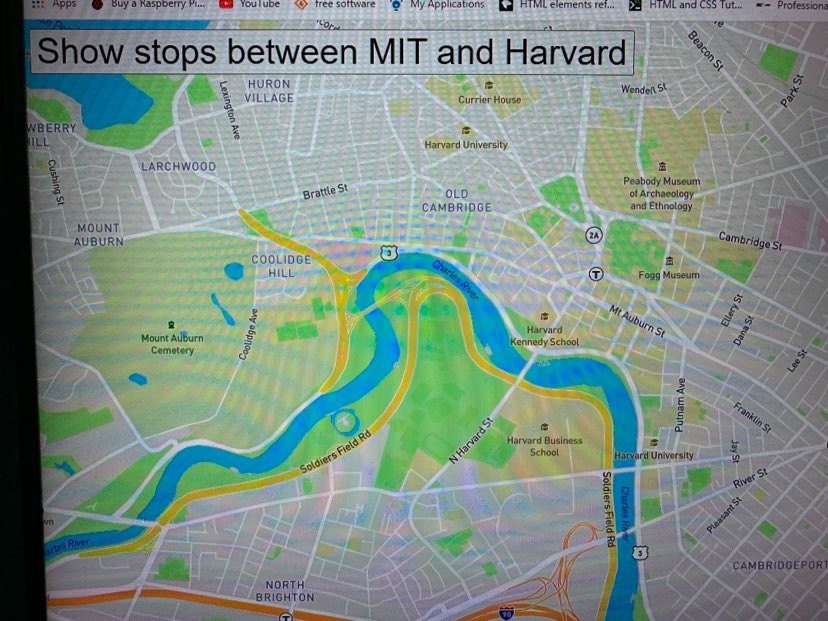 Apps
Buy a Raspberry Pi...
YouTube
free software
My Applications
HTML elements ref...
HTML and CSS Tut...
Show stops between MIT and Harvard
Beacon St
Park St
HURON
VILLAGE
Lexington Ave
Currier House
Wendell St
Harvard University
LARCHWOOD
Cushing St
Brattle St
OLD
CAMBRIDGE
Peabody Museum
of Archaeology
and Ethnology
MOUNT
AUBURN
2A
Cambridge St
COOLIDGE
HILL
3
Charles River
T
Fogg Museum
Mount Auburn
Cemetery
Coolidge Ave
Harvard
Kennedy School
Mt Auburn St
Ellery St
Dana St
Lee St
Putnam Ave
Franklin St
Soldiers Field Rd
N Harvard St
Harvard Business
School
Harvard University
Jay St
River St
Pleasant St
Soldiers Field Rd
Charles River
3
River
CAMBRIDGEPORT
NORTH
BRIGHTON
T
90